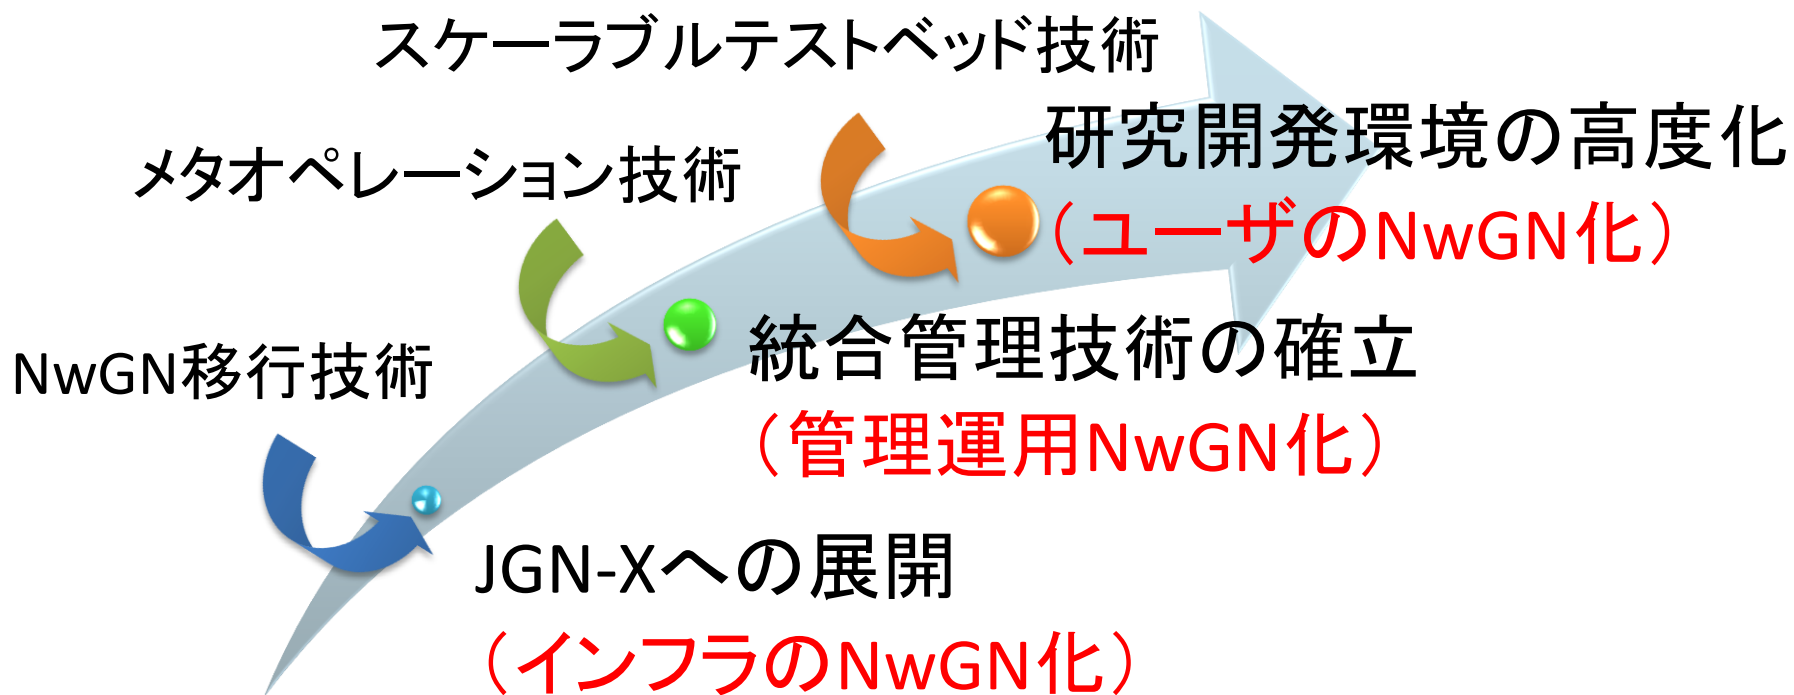 スケーラブルテストベッド技術
研究開発環境の高度化
（ユーザのNwGN化）
メタオペレーション技術
統合管理技術の確立
（管理運用NwGN化）
NwGN移行技術
JGN-Xへの展開
（インフラのNwGN化）